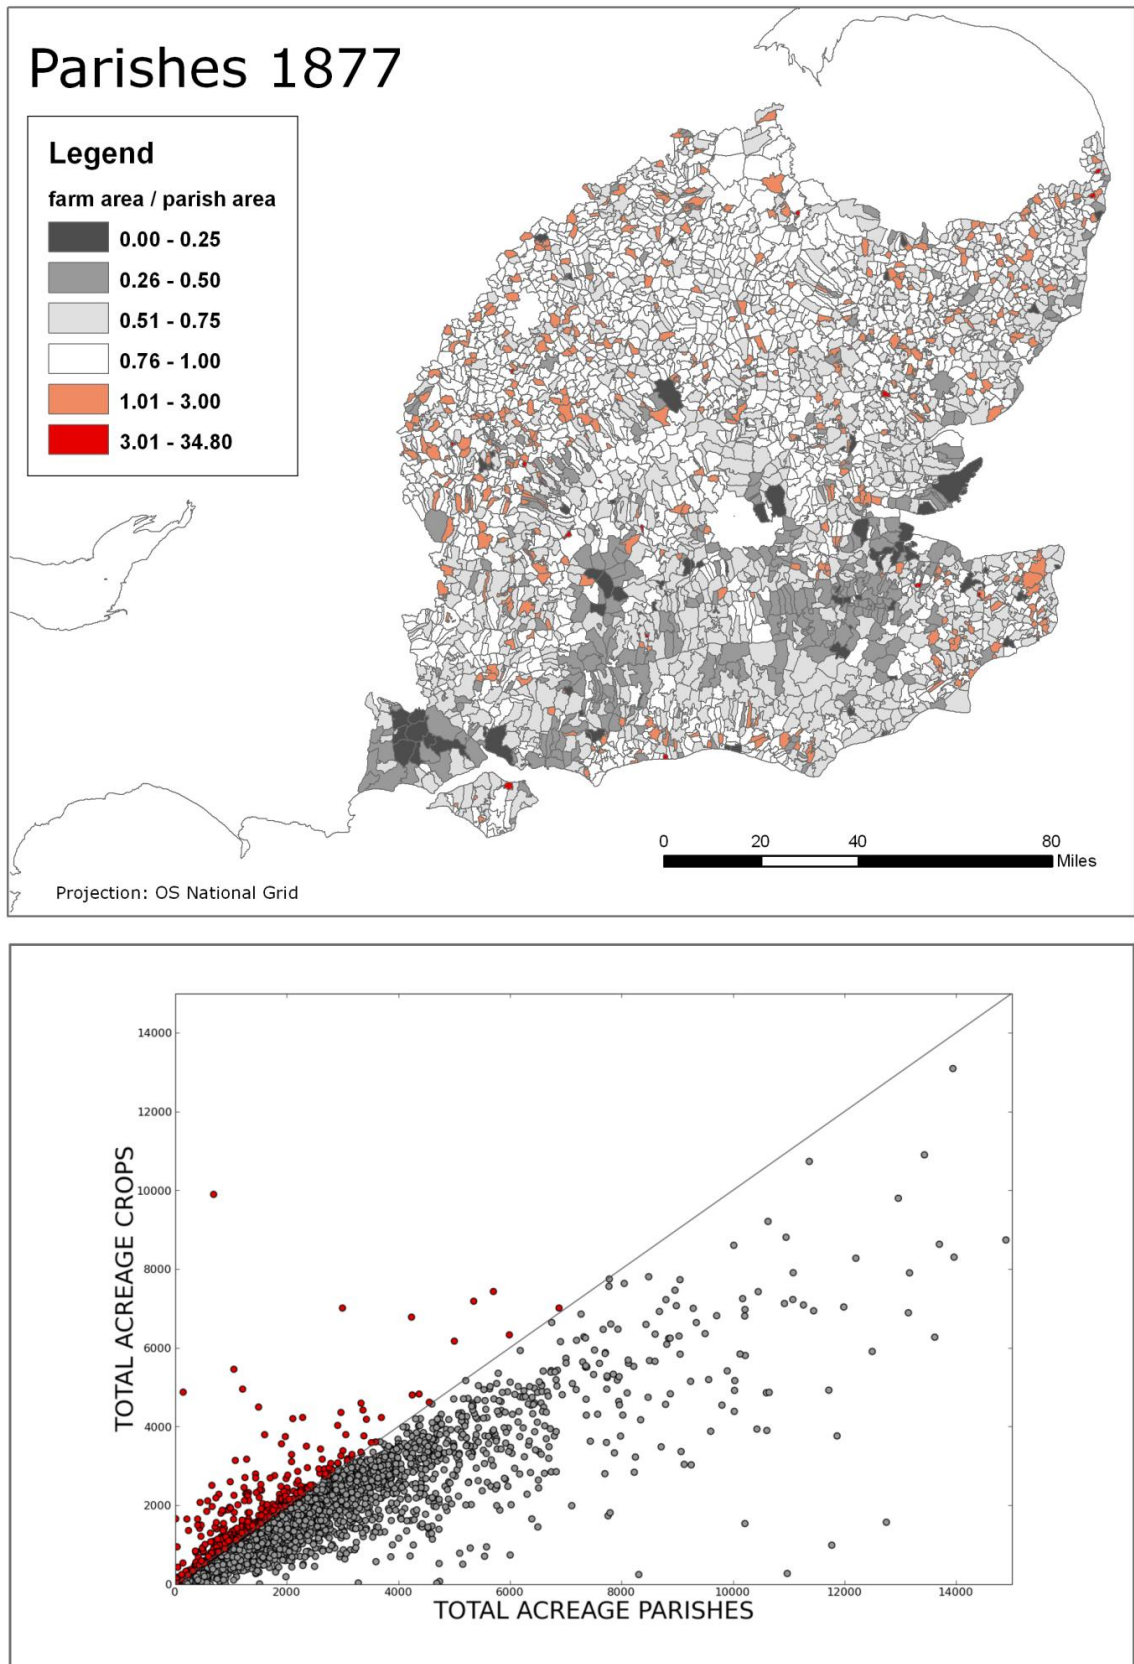 Parishes 1877
Legend
farm area / parish area
0.00 - 0.25
0.26 - 0.50
0.51 - 0.75
0.76 - 1.00
1.01 - 3.00
3.01 - 34.80
0 20 40 80
Miles
Projection: OS National Grid
14000
12000
10000
8000
6000
4000
2000
0
TOTAL ACREAGE CROPS
0 2000 4000 6000 8000 10000 12000 14000
TOTAL ACREAGE PARISHES